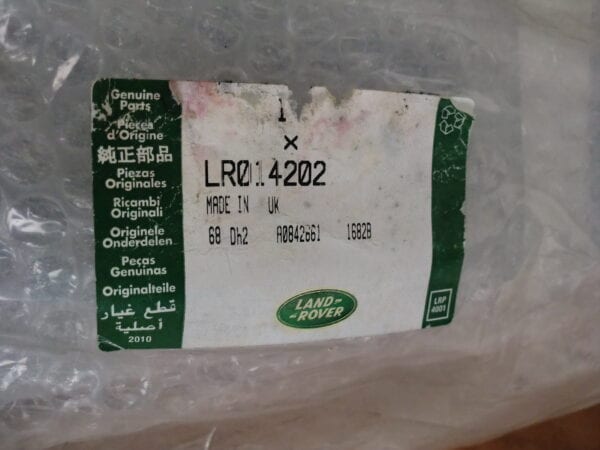 Genuine
Parts
Pièces
d'Origine
純正部品
Piezas
Originales
Ricambi
Originali
Originele
Onderdelen
Peças
Genuinas
Originalteile
قطع غيار
أصلية
2010
1
×
LR014202
MADE IN UK
68 Dh2 A0842661 1682B
LAND-
-ROVER
LRP
4001